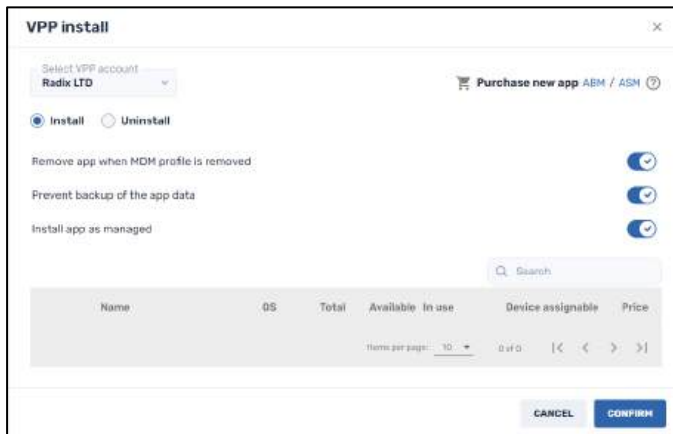 VPP install
Select VPP account
Radix LTD
Purchase new app ABM / ASM
Install Uninstall
Remove app when MDM profile is removed
Prevent backup of the app data
Install app as managed
Search
Name OS Total Available In use Device assignable Price
Items per page: 10 0 of 0
CANCEL CONFIRM